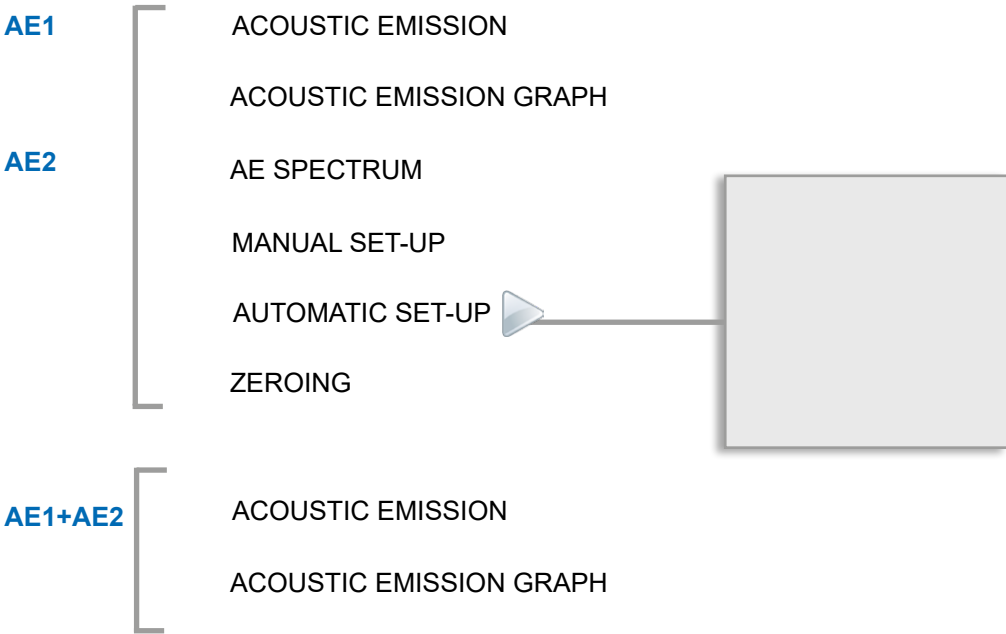 AE1
ACOUSTIC EMISSION
ACOUSTIC EMISSION GRAPH
AE2
AE SPECTRUM
MANUAL SET-UP
AUTOMATIC SET-UP
ZEROING
AE1+AE2
ACOUSTIC EMISSION
ACOUSTIC EMISSION GRAPH